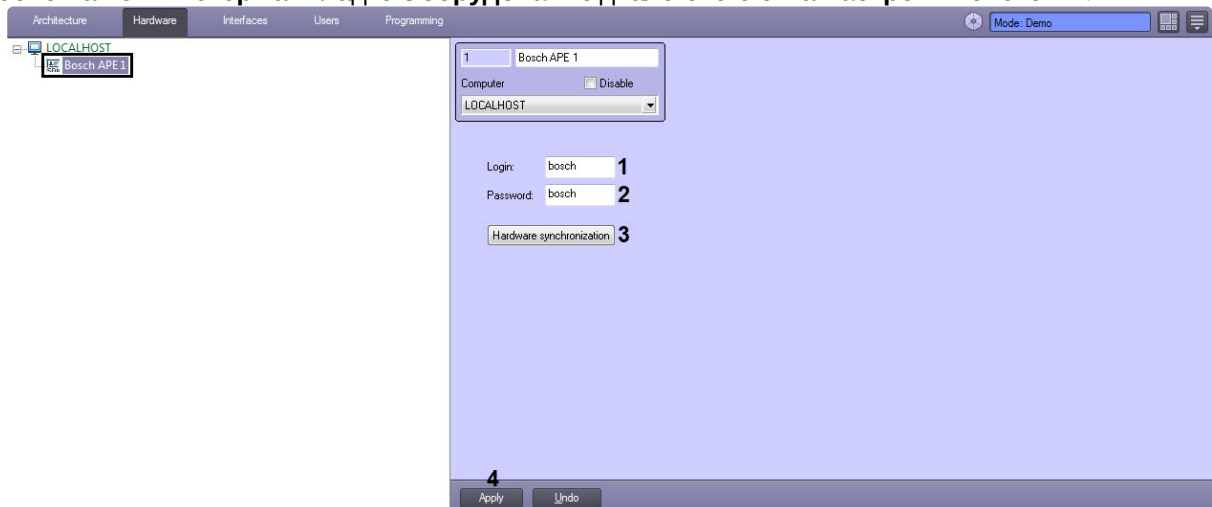 Architecture Hardware Interfaces Users Programming Mode: Demo
LOCALHOST
Bosch APE 1
1 Bosch APE 1
Computer Disable
LOCALHOST
Login: bosch 1
Password: bosch 2
Hardware synchronization 3
4
Apply Undo